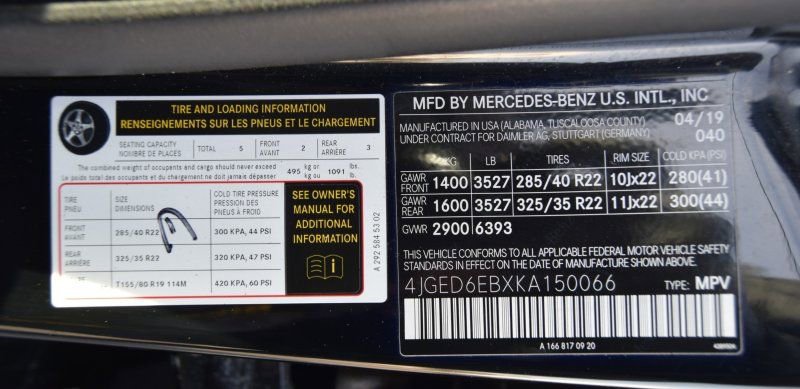 TIRE AND LOADING INFORMATION
RENSEIGNEMENTS SUR LES PNEUS ET LE CHARGEMENT
SEATING CAPACITY NOMBRE DE PLACES TOTAL 5 FRONT AVANT 2 REAR ARRIÈRE 3
The combined weight of occupants and cargo should never exceed
Le poids total des occupants et du chargement ne doit jamais dépasser 495 kg or kg ou 1091 lbs. lb.
TIRE PNEU SIZE DIMENSIONS COLD TIRE PRESSURE PRESSION DES PNEUS À FROID
FRONT AVANT 285/40 R22 300 KPA, 44 PSI
REAR ARRIÈRE 325/35 R22 320 KPA, 47 PSI
T155/80 R19 114M 420 KPA, 60 PSI
SEE OWNER'S
MANUAL FOR
ADDITIONAL
INFORMATION
A 292 584 53 02
MFD BY MERCEDES-BENZ U.S. INTL., INC
MANUFACTURED IN USA (ALABAMA, TUSCALOOSA COUNTY) 04/19
UNDER CONTRACT FOR DAIMLER AG, STUTTGART (GERMANY) 040
KG LB TIRES RIM SIZE COLD KPA (PSI)
GAWR FRONT 1400 3527 285/40 R22 10Jx22 280(41)
GAWR REAR 1600 3527 325/35 R22 11Jx22 300(44)
GVWR 2900 6393
THIS VEHICLE CONFORMS TO ALL APPLICABLE FEDERAL MOTOR VEHICLE SAFETY
STANDARDS IN EFFECT ON THE DATE OF MANUFACTURE SHOWN ABOVE.
4JGED6EBXKA150066 TYPE: MPV
A 166 817 09 20